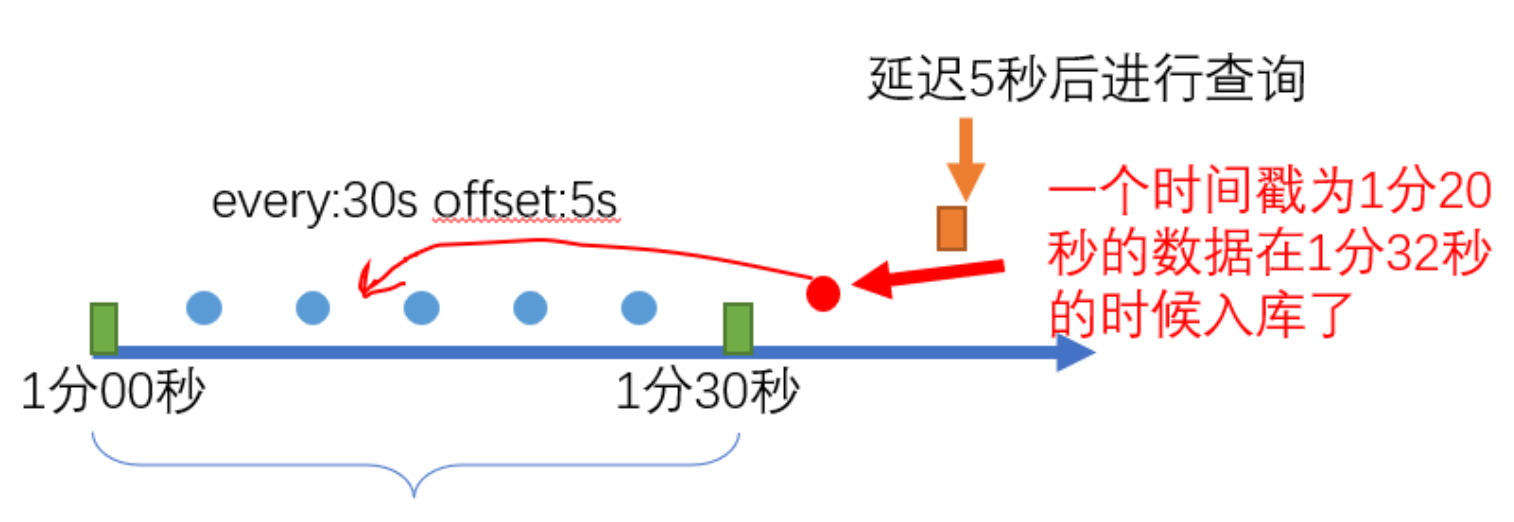 延迟5秒后进行查询
every:30s offset:5s
一个时间戳为1分20
秒的数据在1分32秒
的时候入库了
1分00秒
1分30秒